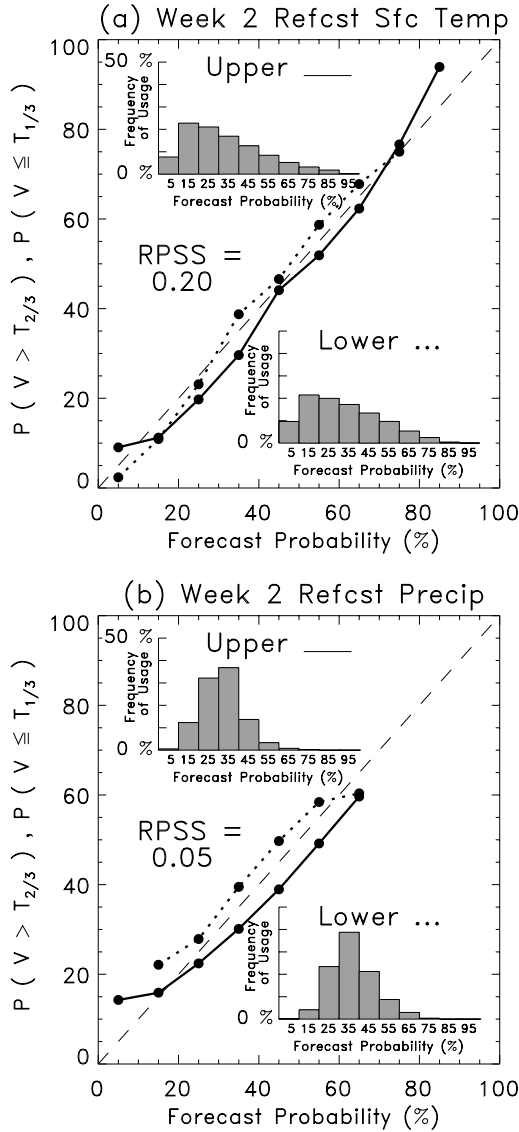 (a) Week 2 Refcst Sfc Temp
P ( V > T2/3 ) , P ( V ≦ T1/3 )
100
80
60
40
20
0
50 %
0 %
Frequency
of Usage
Upper ____
5 15 25 35 45 55 65 75 85 95
Forecast Probability (%)
RPSS =
0.20
Lower ...
Frequency
of Usage
0 %
5 15 25 35 45 55 65 75 85 95
Forecast Probability (%)
0 20 40 60 80 100
Forecast Probability (%)
(b) Week 2 Refcst Precip
P ( V > T2/3 ) , P ( V ≦ T1/3 )
100
80
60
40
20
0
50 %
0 %
Frequency
of Usage
Upper ____
5 15 25 35 45 55 65 75 85 95
Forecast Probability (%)
RPSS =
0.05
Lower ...
Frequency
of Usage
0 %
5 15 25 35 45 55 65 75 85 95
Forecast Probability (%)
0 20 40 60 80 100
Forecast Probability (%)